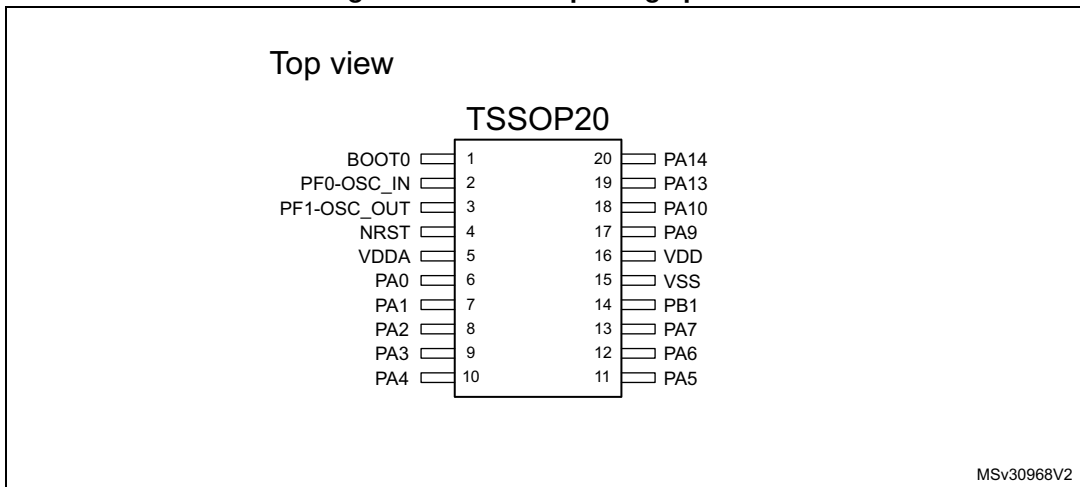 Top view
TSSOP20
BOOT0 1 20 PA14
PF0-OSC_IN 2 19 PA13
PF1-OSC_OUT 3 18 PA10
NRST 4 17 PA9
VDDA 5 16 VDD
PA0 6 15 VSS
PA1 7 14 PB1
PA2 8 13 PA7
PA3 9 12 PA6
PA4 10 11 PA5
MSv30968V2